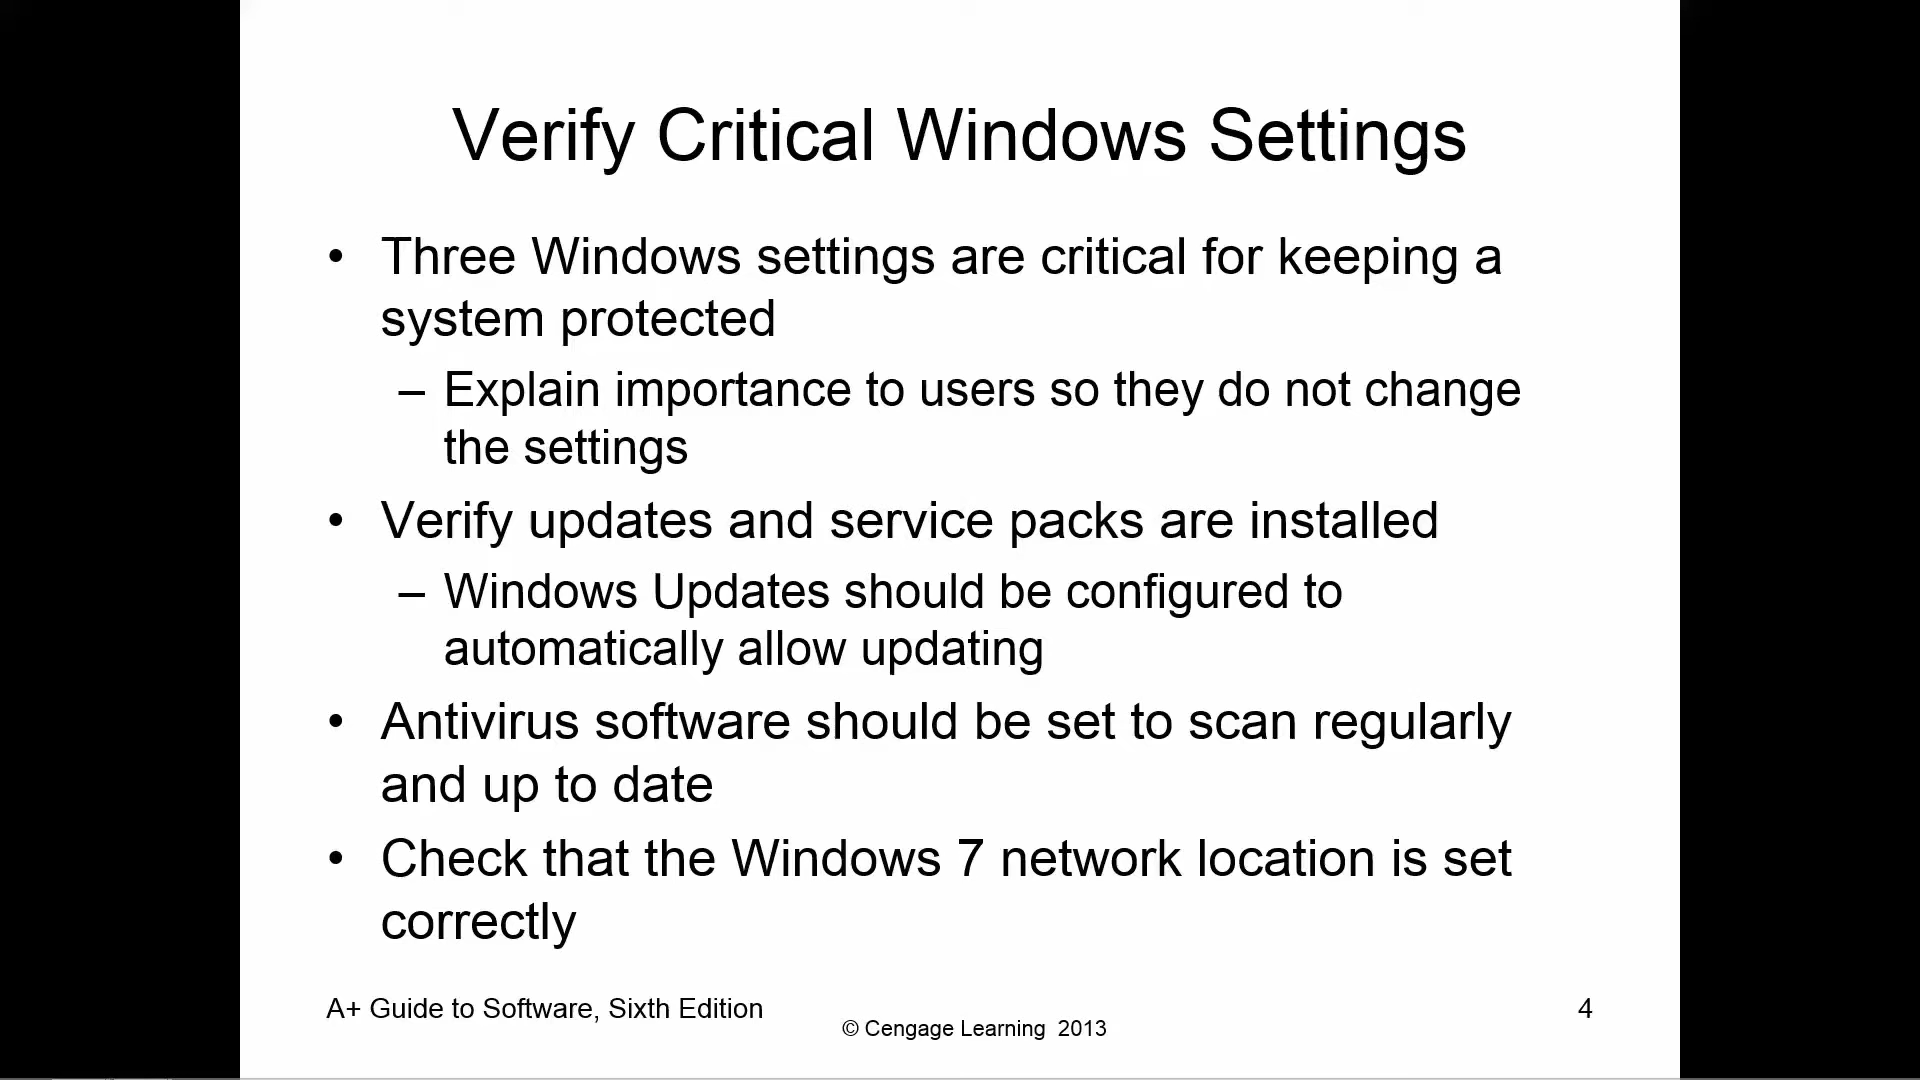 Verify Critical Windows Settings
• Three Windows settings are critical for keeping a
system protected
– Explain importance to users so they do not change
the settings
• Verify updates and service packs are installed
– Windows Updates should be configured to
automatically allow updating
• Antivirus software should be set to scan regularly
and up to date
• Check that the Windows 7 network location is set
correctly
A+ Guide to Software, Sixth Edition
© Cengage Learning 2013
4